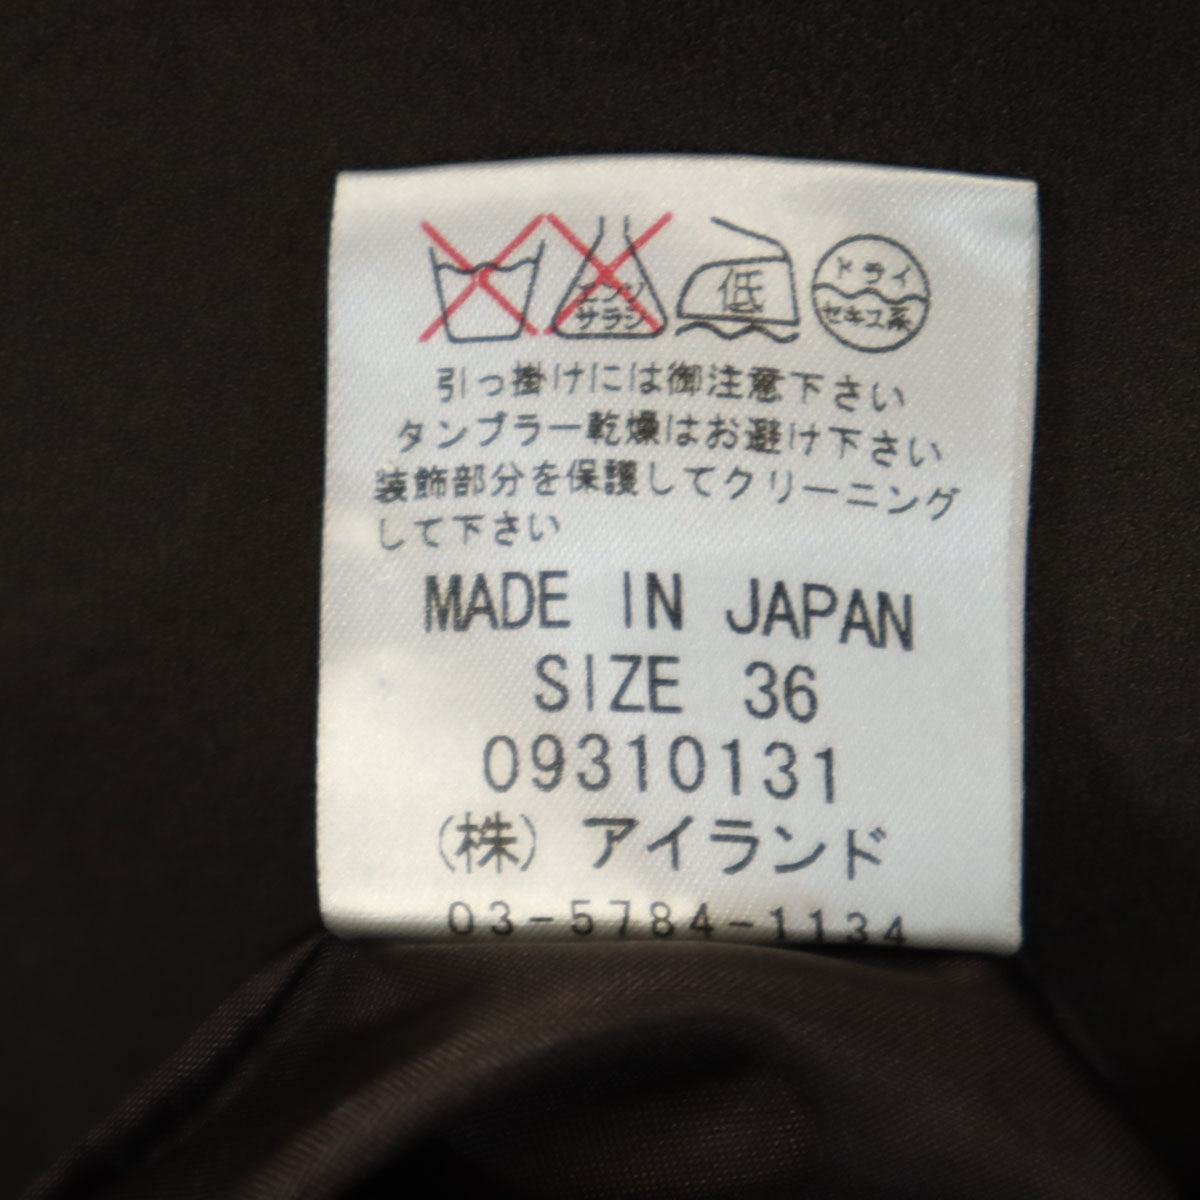 エンソ
サラシ
低
ドライ
セキユ系
引っ掛けには御注意下さい
タンブラー乾燥はお避け下さい
装飾部分を保護してクリーニング
して下さい
MADE IN JAPAN
SIZE 36
09310131
(株) アイランド
03-5784-1134